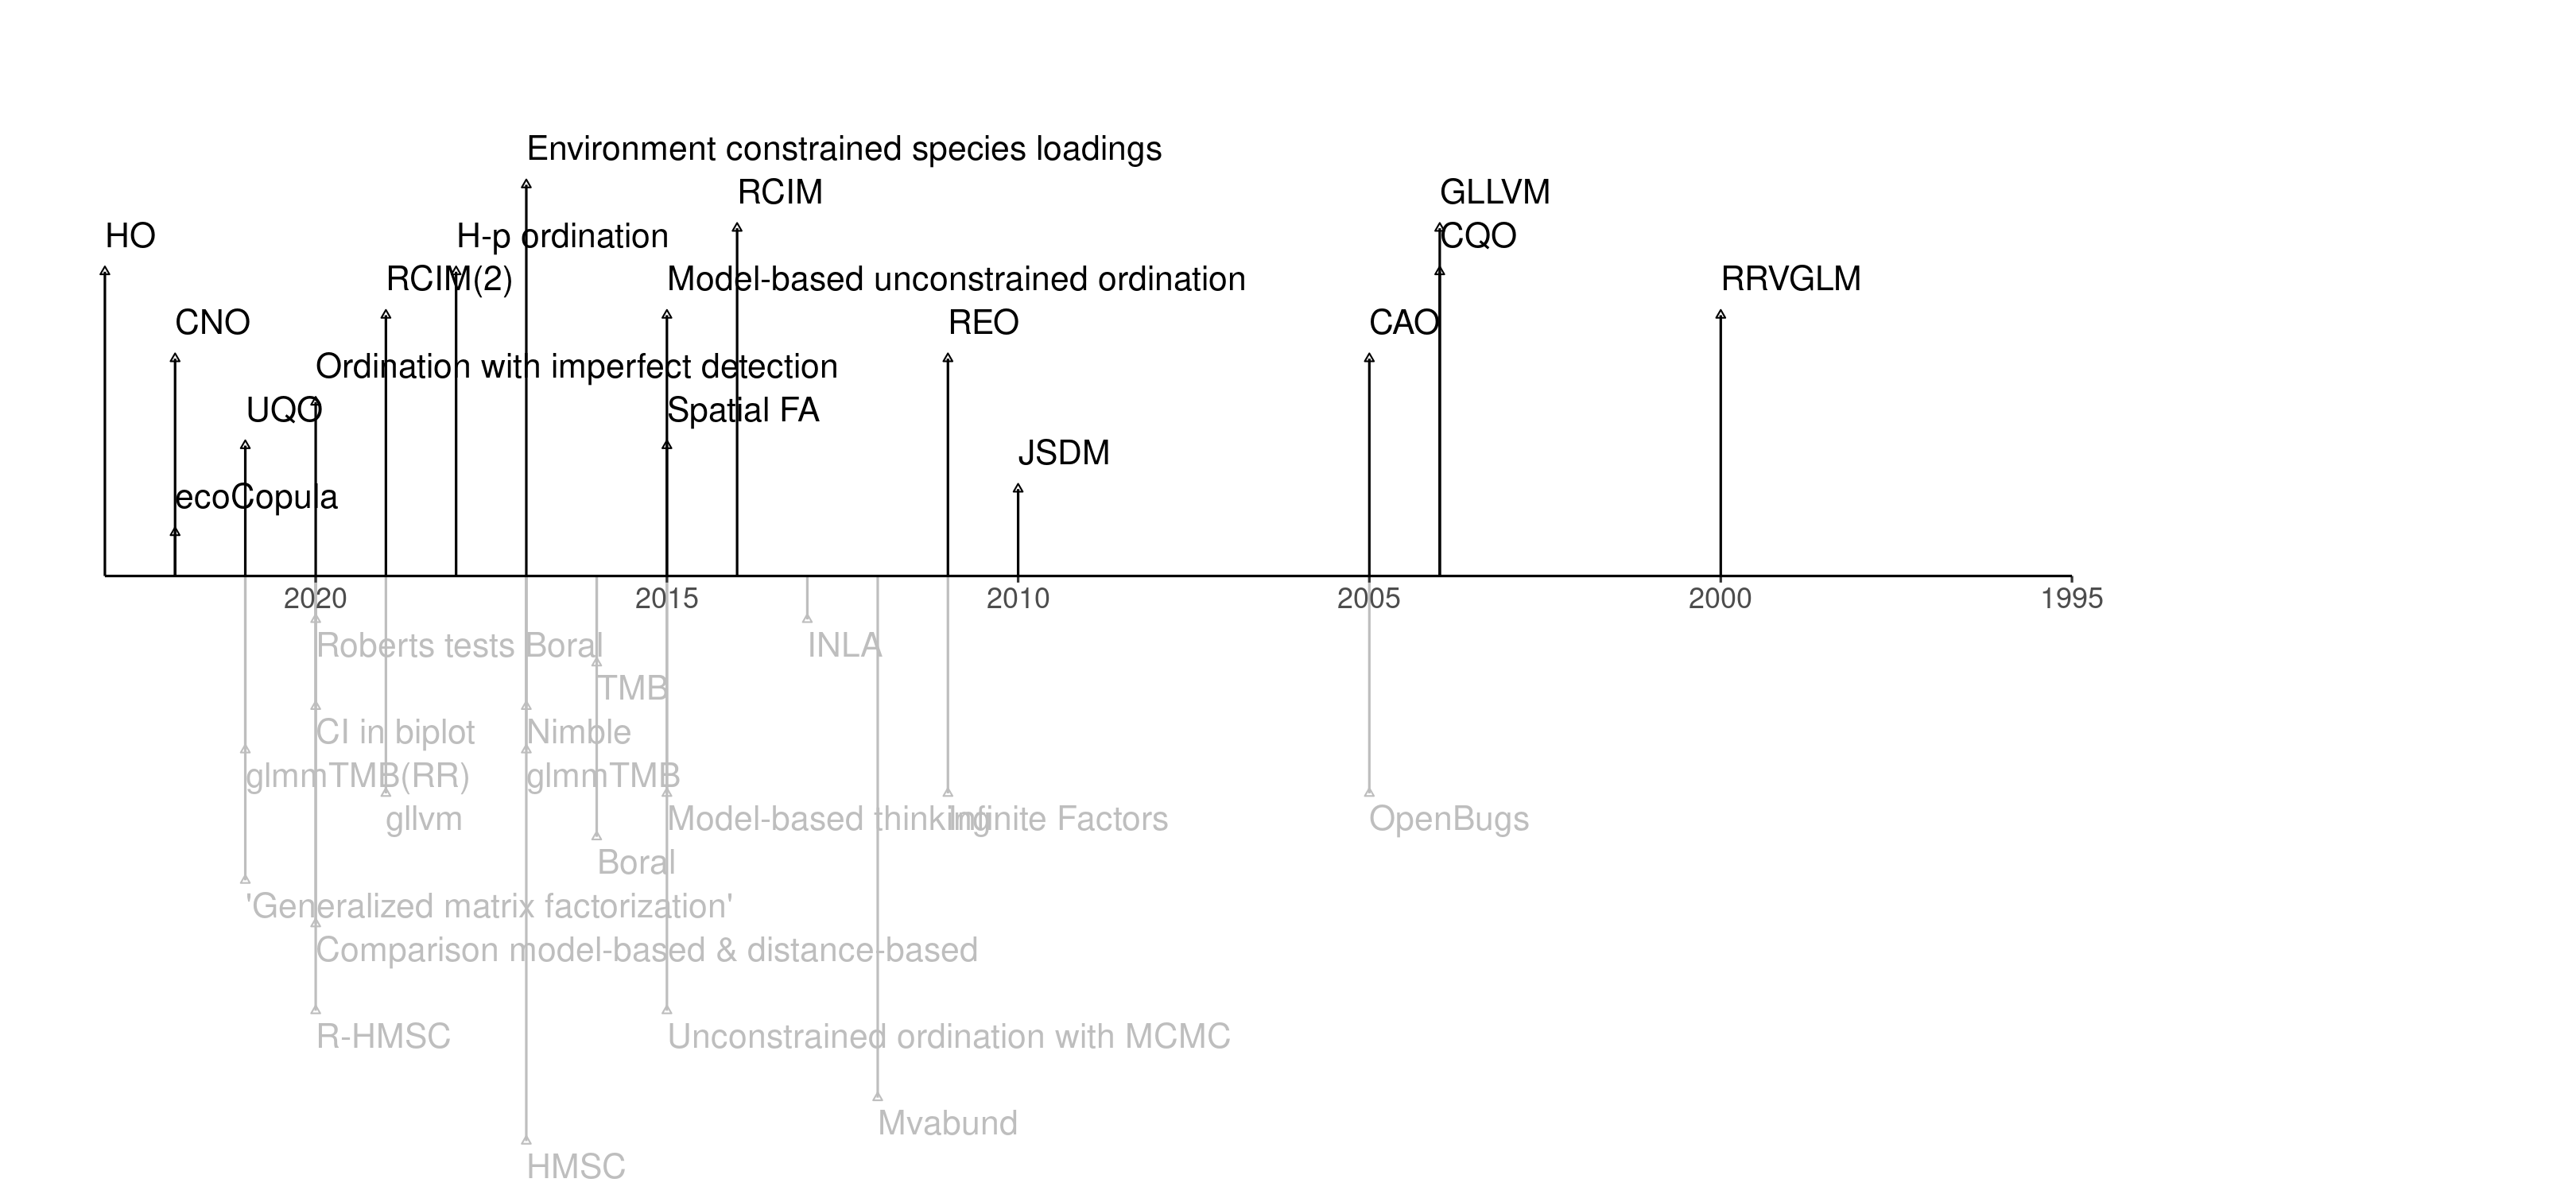 Environment constrained species loadings
RCIM
GLLVM
HO
H-p ordination
CQO
RCIM(2)
Model-based unconstrained ordination
RRVGLM
CNO
REO
CAO
Ordination with imperfect detection
UQO
Spatial FA
JSDM
ecoCopula
2020
2015
2010
2005
2000
1995
Roberts tests Boral
INLA
TMB
CI in biplot
Nimble
glmmTMB(RR)
glmmTMB
gllvm
Model-based thinking
Infinite Factors
OpenBugs
Boral
'Generalized matrix factorization'
Comparison model-based & distance-based
R-HMSC
Unconstrained ordination with MCMC
Mvabund
HMSC